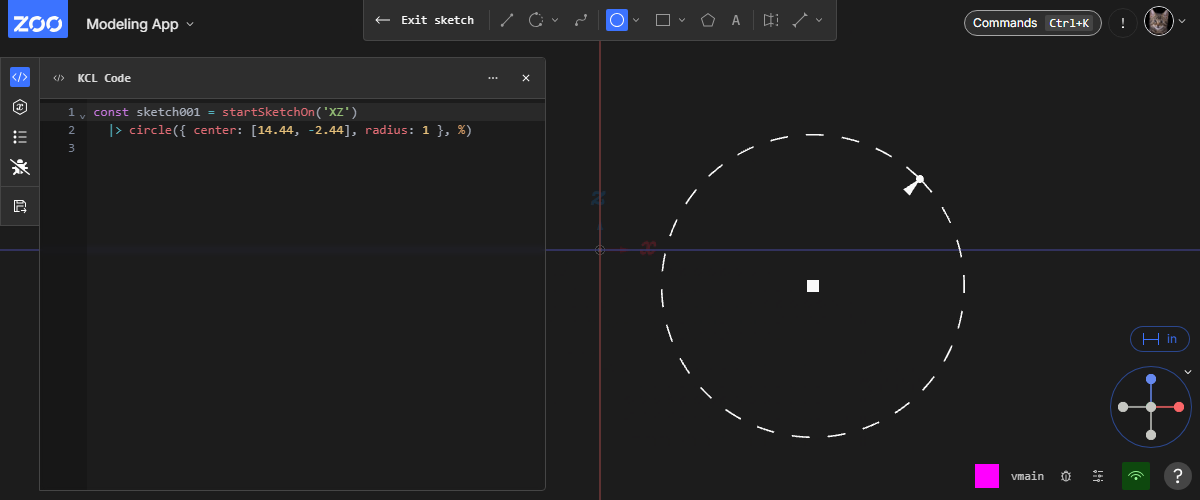 ZOO
Modeling App
Exit sketch
A
Commands Ctrl+K
!
KCL Code
1 const sketch001 = startSketchOn('XZ')
2 |> circle({ center: [14.44, -2.44], radius: 1 }, %)
3
z
x
in
vmain
?